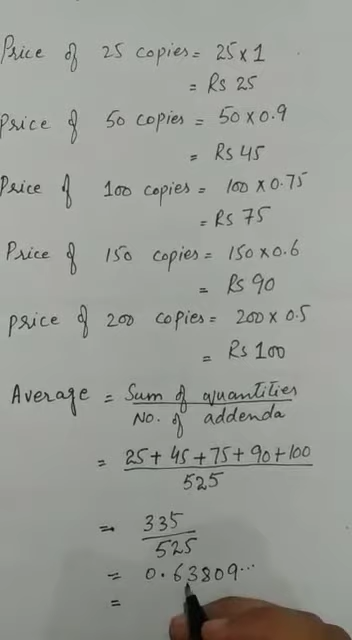 Price of 25 copies = 25 x 1
= Rs 25
Price of 50 copies = 50 x 0.9
= Rs 45
Price of 100 copies = 100 x 0.75
= Rs 75
Price of 150 copies = 150 x 0.6
= Rs 90
price of 200 copies = 200 x 0.5
= Rs 100
Average = Sum of quantities
No. of addenda
= 25 + 45 + 75 + 90 + 100
525
= 335
525
= 0.63809...
=